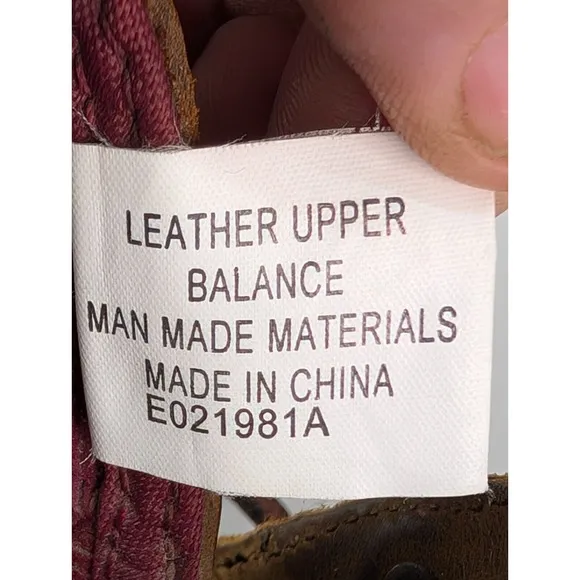 LEATHER UPPER
BALANCE
MAN MADE MATERIALS
MADE IN CHINA
E021981A